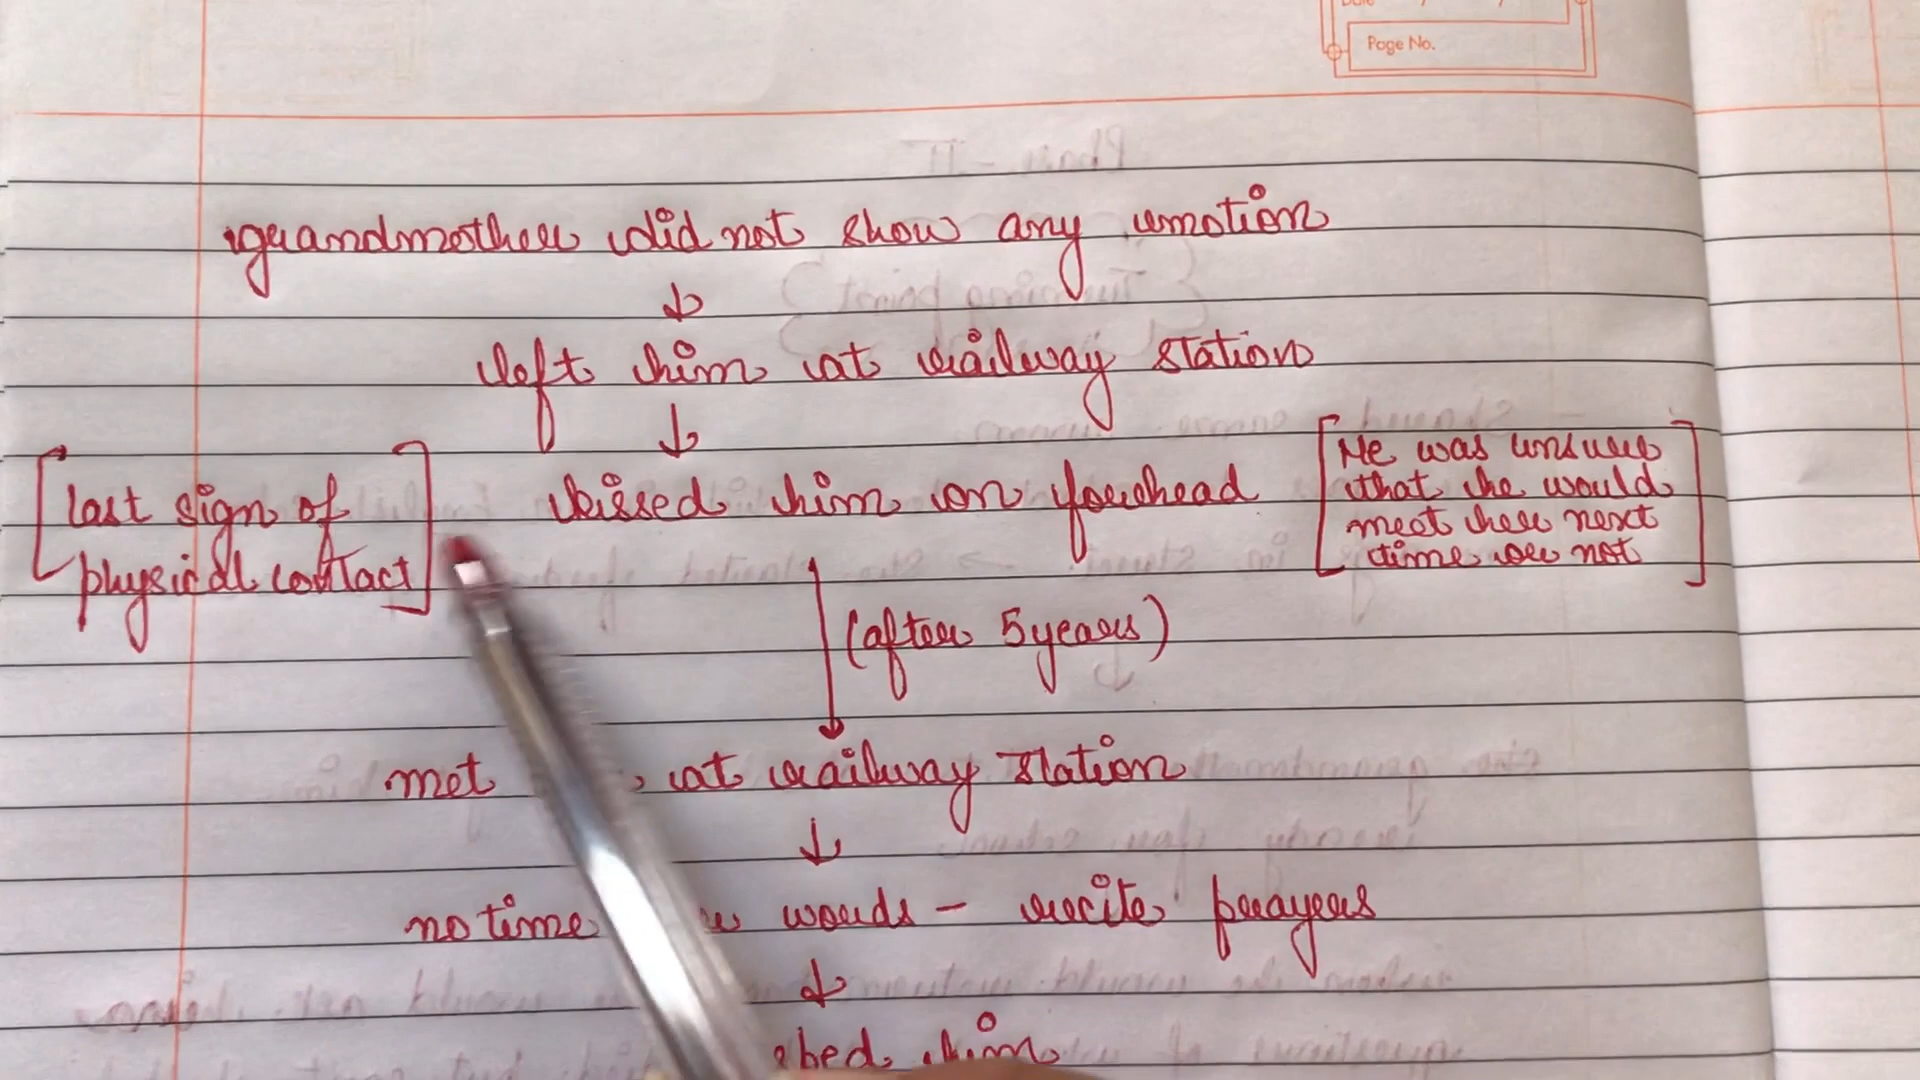 Page No.
grandmother did not show any emotion
↓
left him at railway station
↓
[last sign of
physical contact]
kissed him on forehead
[He was unsure
that he would
meet her next
time or not
(after 5 years)
met at railway station
↓
no time words - recite prayers
↓
him